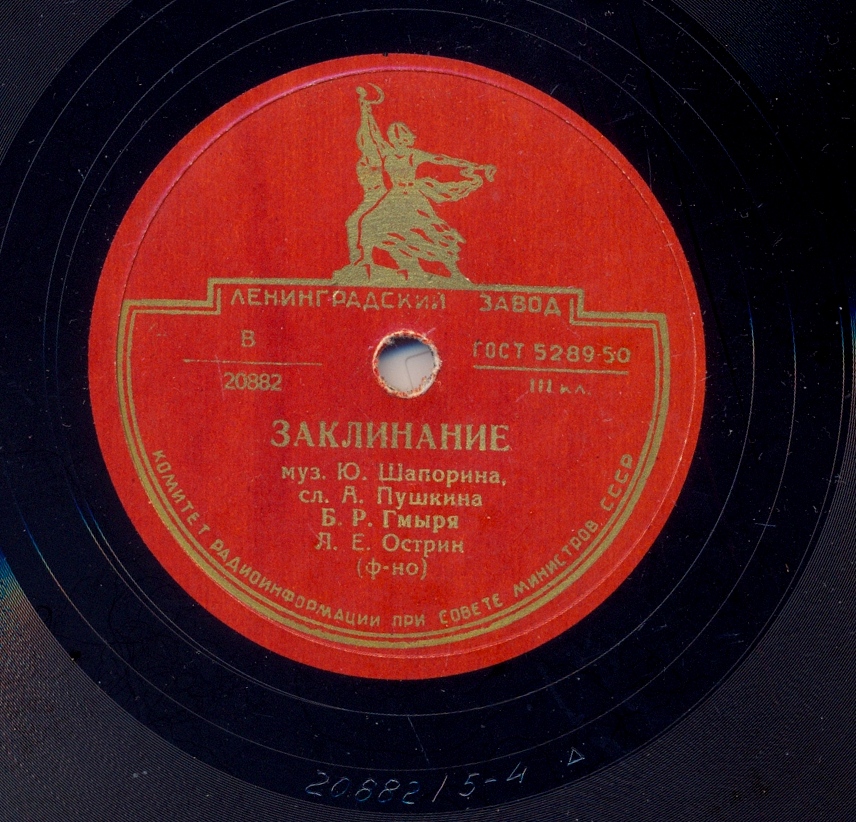 ЛЕНИНГРАДСКИЙ ЗАВОД
В
20882
ГОСТ 5289-50
III кл.
ЗАКЛИНАНИЕ
муз. Ю. Шапорина,
сл. А. Пушкина
Б. Р. Гмыря
Л. Е. Острин
(ф-но)
КОМИТЕТ РАДИОИНФОРМАЦИИ ПРИ СОВЕТЕ МИНИСТРОВ СССР
20882/5-4 Δ